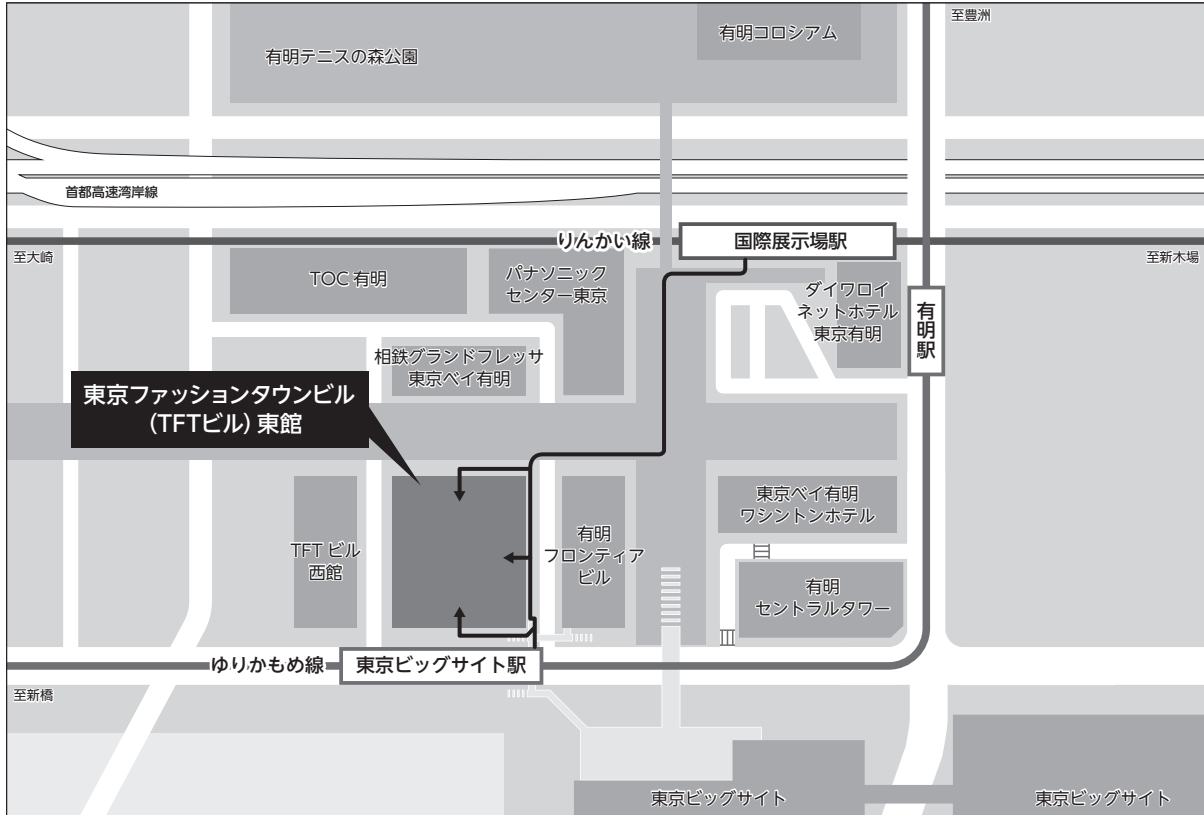 至豊洲
有明コロシアム
有明テニスの森公園
首都高速湾岸線
りんかい線
国際展示場駅
至大崎
至新木場
TOC 有明
パナソニック
センター東京
ダイワロイ
ネットホテル
東京有明
有明駅
相鉄グランドフレッサ
東京ベイ有明
東京ファッションタウンビル
(TFTビル) 東館
東京ベイ有明
ワシントンホテル
TFT ビル
西館
有明
フロンティア
ビル
有明
セントラルタワー
ゆりかもめ線
東京ビッグサイト駅
至新橋
東京ビッグサイト
東京ビッグサイト